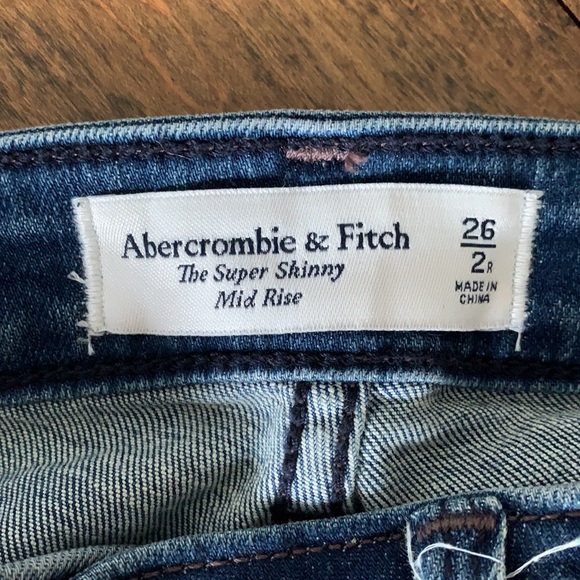 Abercrombie & Fitch
The Super Skinny
Mid Rise
26
2R
MADE IN
CHINA